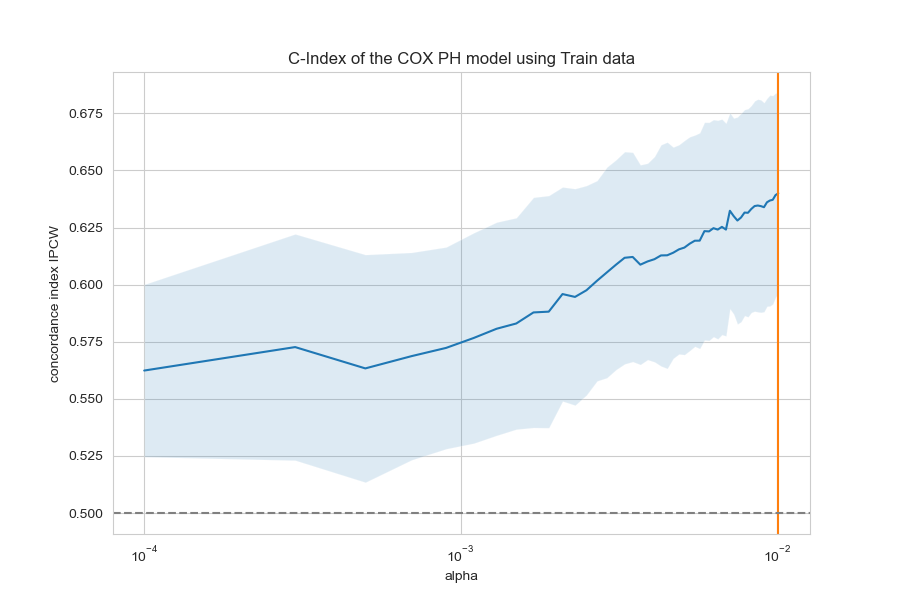 C-Index of the COX PH model using Train data
concordance index IPCW
0.675
0.650
0.625
0.600
0.575
0.550
0.525
0.500
10⁻⁴ 10⁻³ 10⁻²
alpha